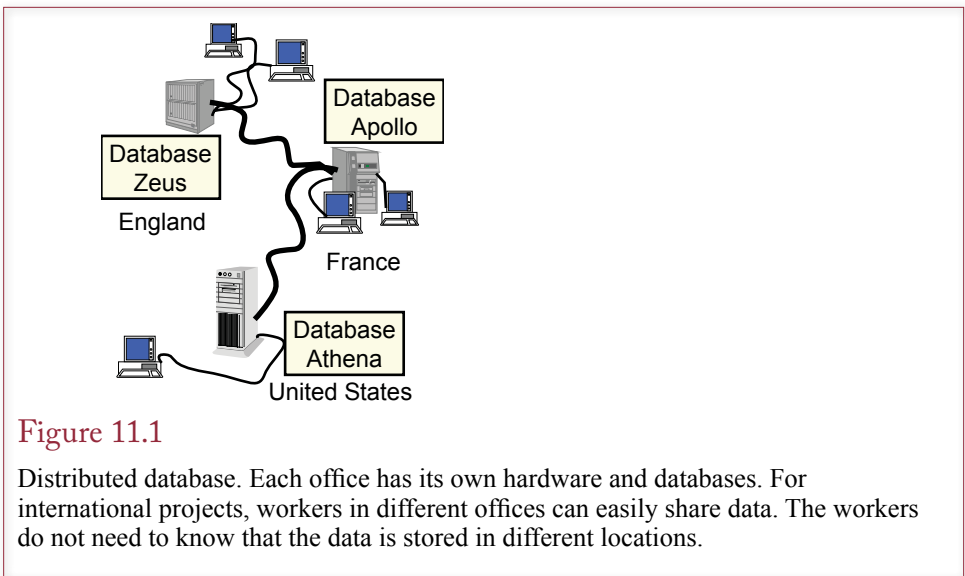 Database
Apollo
Database
Zeus
England
France
Database
Athena
United States
Figure 11.1
Distributed database. Each office has its own hardware and databases. For
international projects, workers in different offices can easily share data. The workers
do not need to know that the data is stored in different locations.